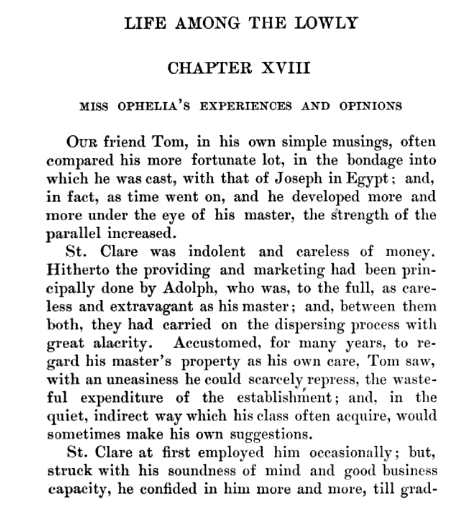 LIFE AMONG THE LOWLY
CHAPTER XVIII
MISS OPHELIA'S EXPERIENCES AND OPINIONS
OUR friend Tom, in his own simple musings, often
compared his more fortunate lot, in the bondage into
which he was cast, with that of Joseph in Egypt; and,
in fact, as time went on, and he developed more and
more under the eye of his master, the strength of the
parallel increased.
St. Clare was indolent and careless of money.
Hitherto the providing and marketing had been prin-
cipally done by Adolph, who was, to the full, as care-
less and extravagant as his master; and, between them
both, they had carried on the dispersing process with
great alacrity. Accustomed, for many years, to re-
gard his master's property as his own care, Tom saw,
with an uneasiness he could scarcely repress, the waste-
ful expenditure of the establishment; and, in the
quiet, indirect way which his class often acquire, would
sometimes make his own suggestions.
St. Clare at first employed him occasionally; but,
struck with his soundness of mind and good business
capacity, he confided in him more and more, till grad-